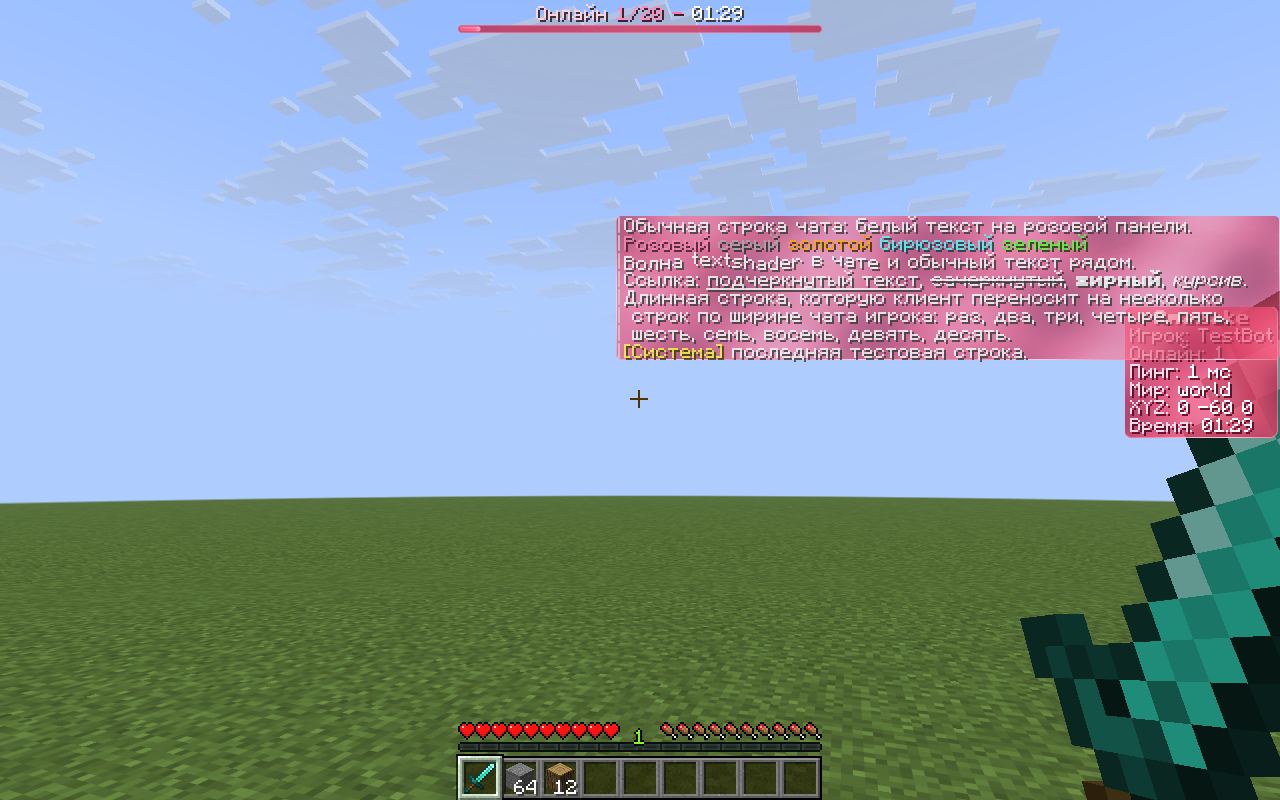 Онлайн 1/20 - 01:29
Обычная строка чата: белый текст на розовой панели.
Розовый серый золотой бирюзовый зеленый
Волна textshader в чате и обычный текст рядом.
Ссылка: подчеркнутый текст, зачеркнутый, жирный, курсив.
Длинная строка, которую клиент переносит на несколько
строк по ширине чата игрока: раз, два, три, четыре, пять,
шесть, семь, восемь, девять, десять.
[Система] последняя тестовая строка.
Игрок: TestBot
Онлайн: 1
Пинг: 1 мс
Мир: world
XYZ: 0 -60 0
Время: 01:29
1
64
12